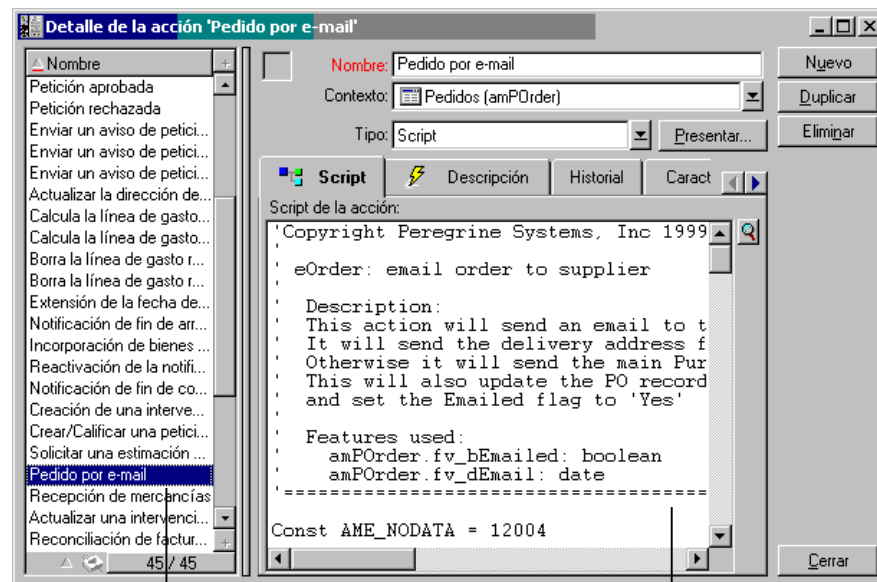 Detalle de la acción 'Pedido por e-mail'
Nombre
Petición aprobada
Petición rechazada
Enviar un aviso de petici...
Enviar un aviso de petici...
Enviar un aviso de petici...
Actualizar la dirección de...
Calcula la línea de gasto...
Calcula la línea de gasto...
Borra la línea de gasto r...
Borra la línea de gasto r...
Extensión de la fecha de...
Notificación de fin de arr...
Incorporación de bienes ...
Reactivación de la notifi...
Notificación de fin de co...
Creación de una interve...
Crear/Calificar una petici...
Solicitar una estimación ...
Pedido por e-mail
Recepción de mercancías
Actualizar una intervenci...
Reconciliación de factur...
45 / 45
Nombre: Pedido por e-mail
Contexto: Pedidos (amPOrder)
Tipo: Script
Presentar...
Script Descripción Historial Caract
Script de la acción:
'Copyright Peregrine Systems, Inc 1999
'
' eOrder: email order to supplier
'
' Description:
' This action will send an email to t
' It will send the delivery address f
' Otherwise it will send the main Pur
' This will also update the PO record
' and set the Emailed flag to 'Yes'
'
' Features used:
' amPOrder.fv_bEmailed: boolean
' amPOrder.fv_dEmail: date
'=====================================
Const AME_NODATA = 12004
Nuevo
Duplicar
Eliminar
Cerrar